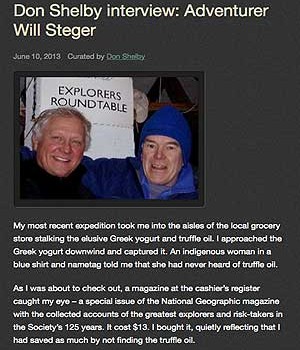 Don Shelby interview: Adventurer
Will Steger
June 10, 2013 Curated by Don Shelby
EXPLORERS
ROUNDTABLE
My most recent expedition took me into the aisles of the local grocery
store stalking the elusive Greek yogurt and truffle oil. I approached the
Greek yogurt downwind and captured it. An indigenous woman in a
blue shirt and nametag told me that she had never heard of truffle oil.
As I was about to check out, a magazine at the cashier's register
caught my eye – a special issue of the National Geographic magazine
with the collected accounts of the greatest explorers and risk-takers in
the Society's 125 years. It cost $13. I bought it, quietly reflecting that I
had saved as much by not finding the truffle oil.